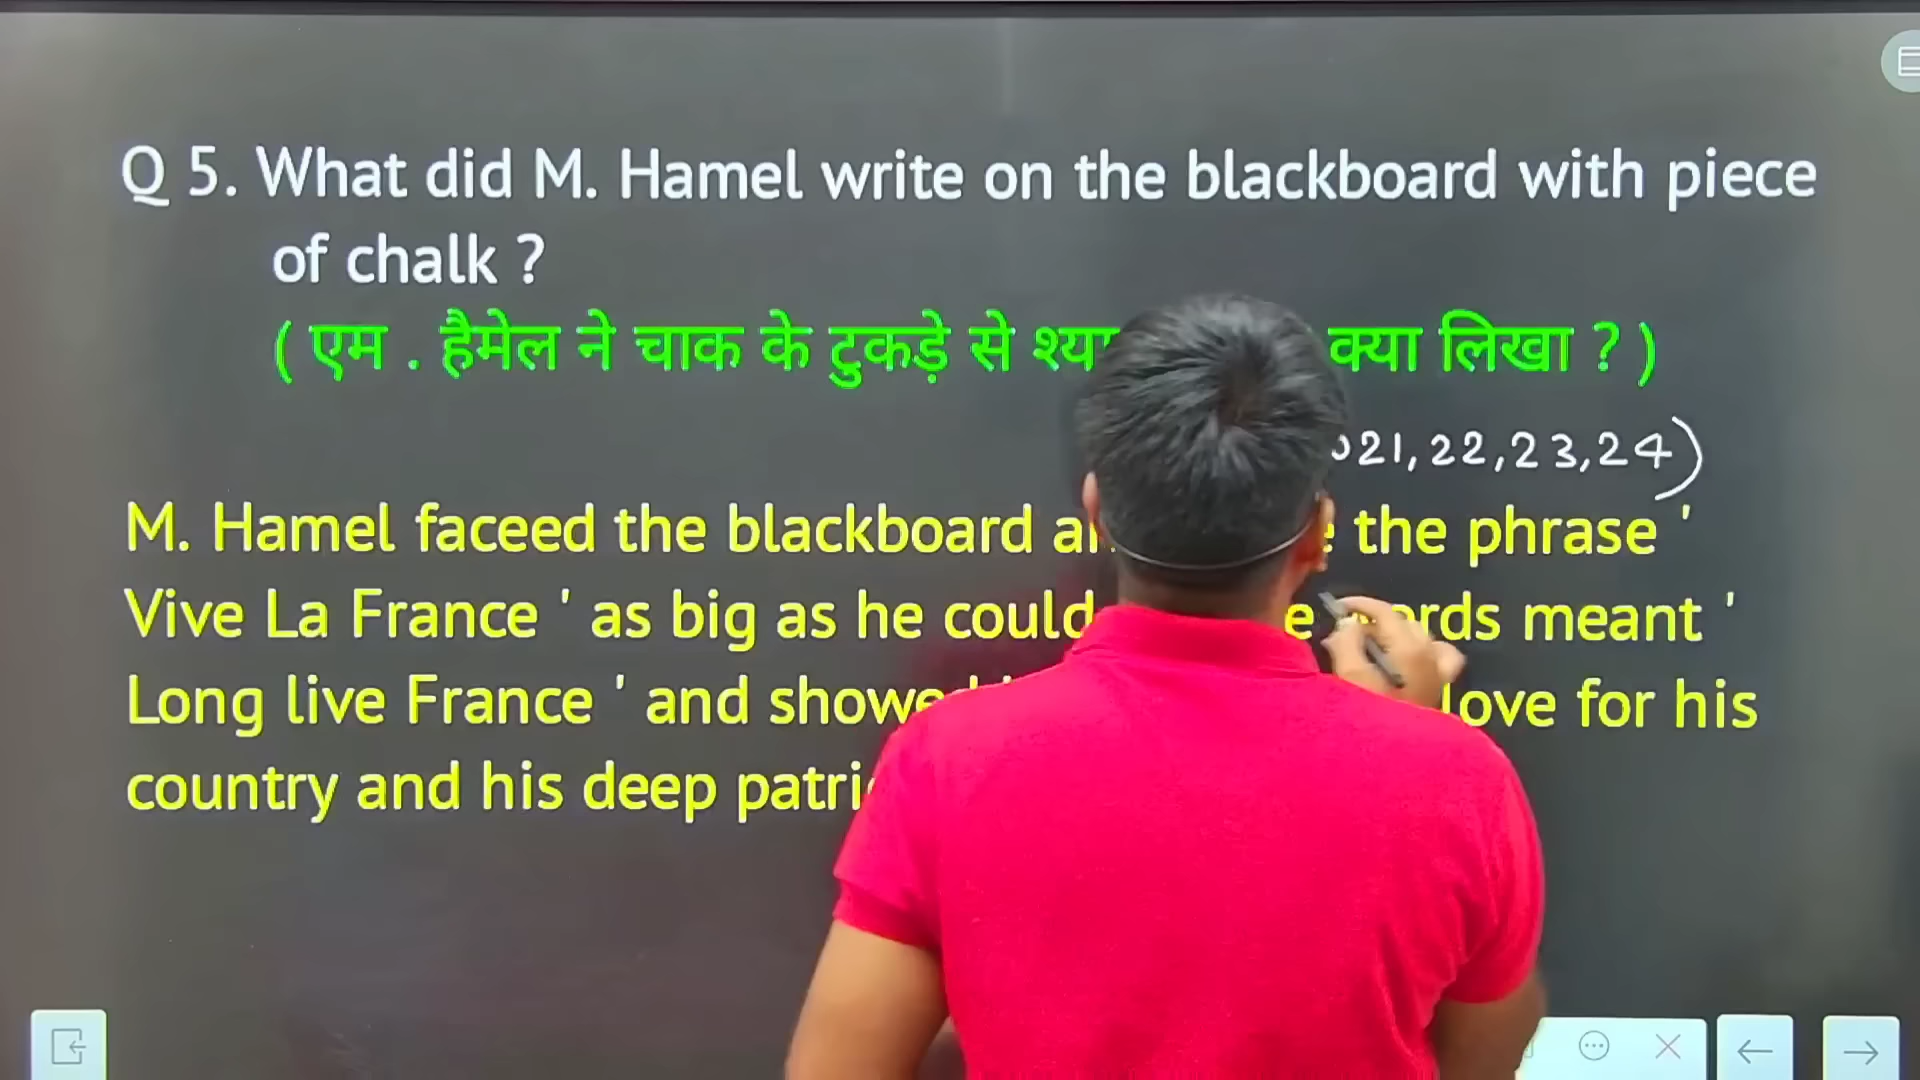 Q 5. What did M. Hamel write on the blackboard with piece
of chalk ?
( एम . हैमेल ने चाक के टुकड़े से क्या लिखा ? )
21, 22, 23, 24)
M. Hamel faceed the blackboard the phrase '
Vive La France ' as big as he could meant '
Long live France ' and love for his
country and his deep